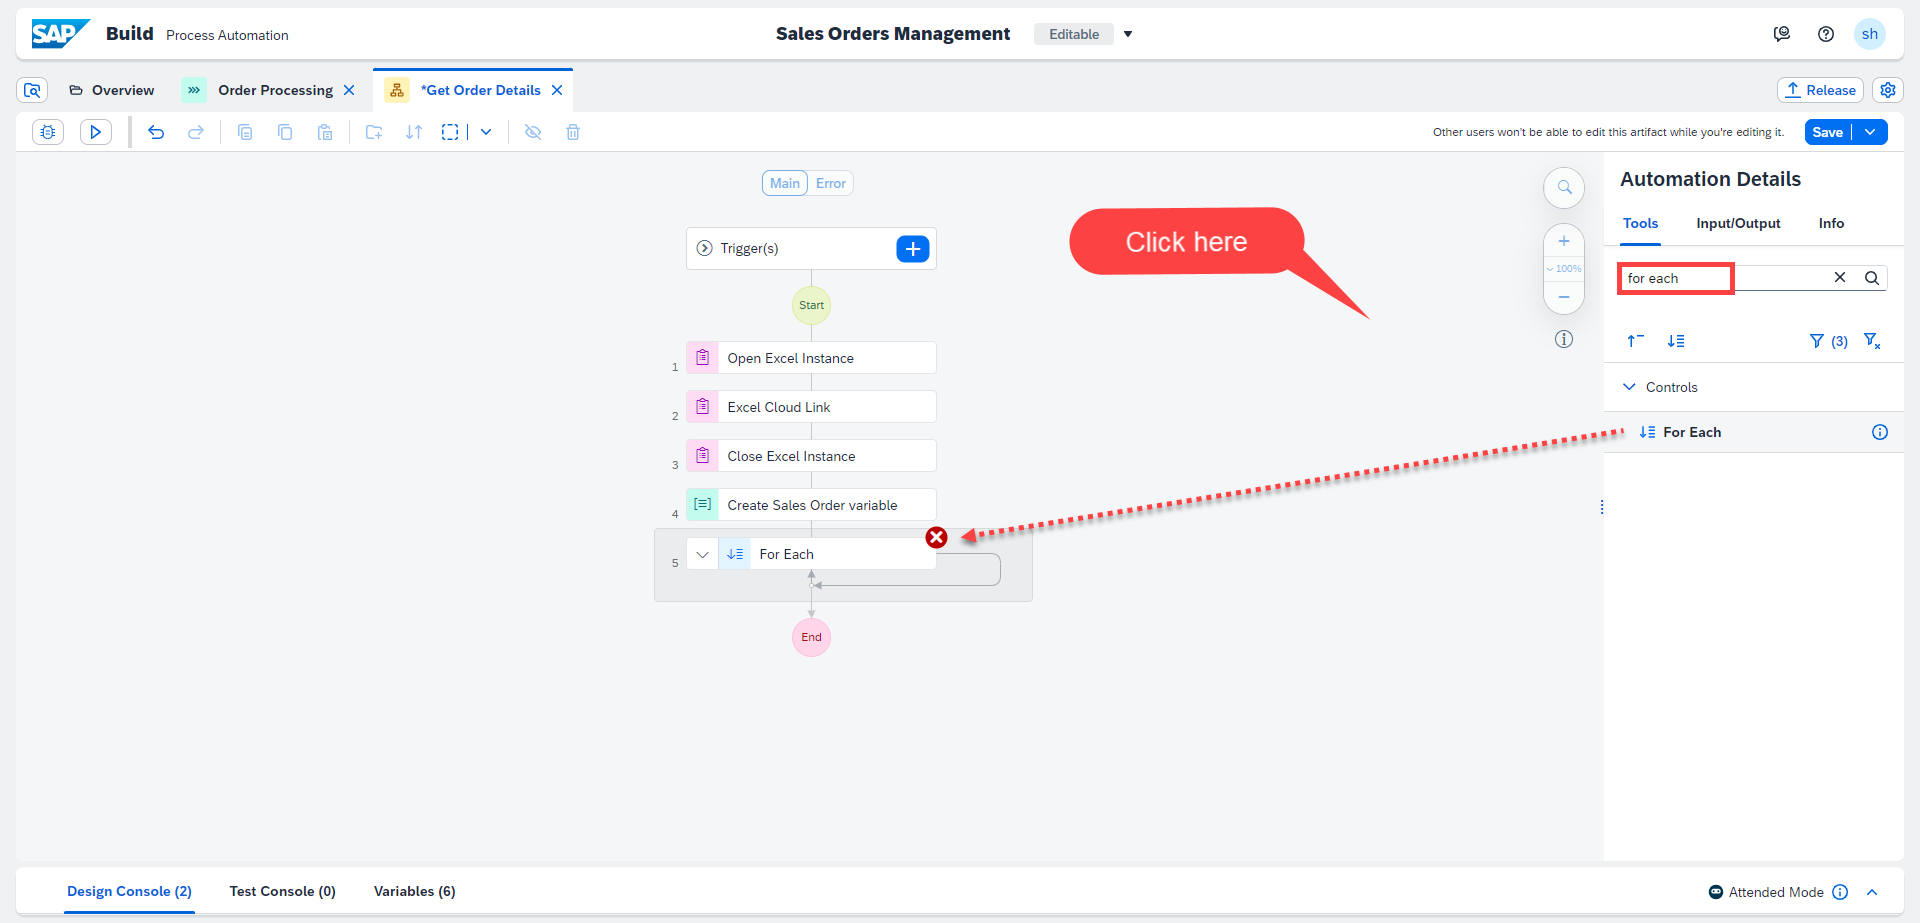 SAP Build Process Automation
Sales Orders Management
Editable
sh
Overview
Order Processing
*Get Order Details
Release
Other users won't be able to edit this artifact while you're editing it.
Save
Main
Error
Automation Details
Tools
Input/Output
Info
Trigger(s)
Click here
100%
for each
Start
(3)
1
Open Excel Instance
Controls
2
Excel Cloud Link
For Each
3
Close Excel Instance
4
Create Sales Order variable
5
For Each
End
Design Console (2)
Test Console (0)
Variables (6)
Attended Mode